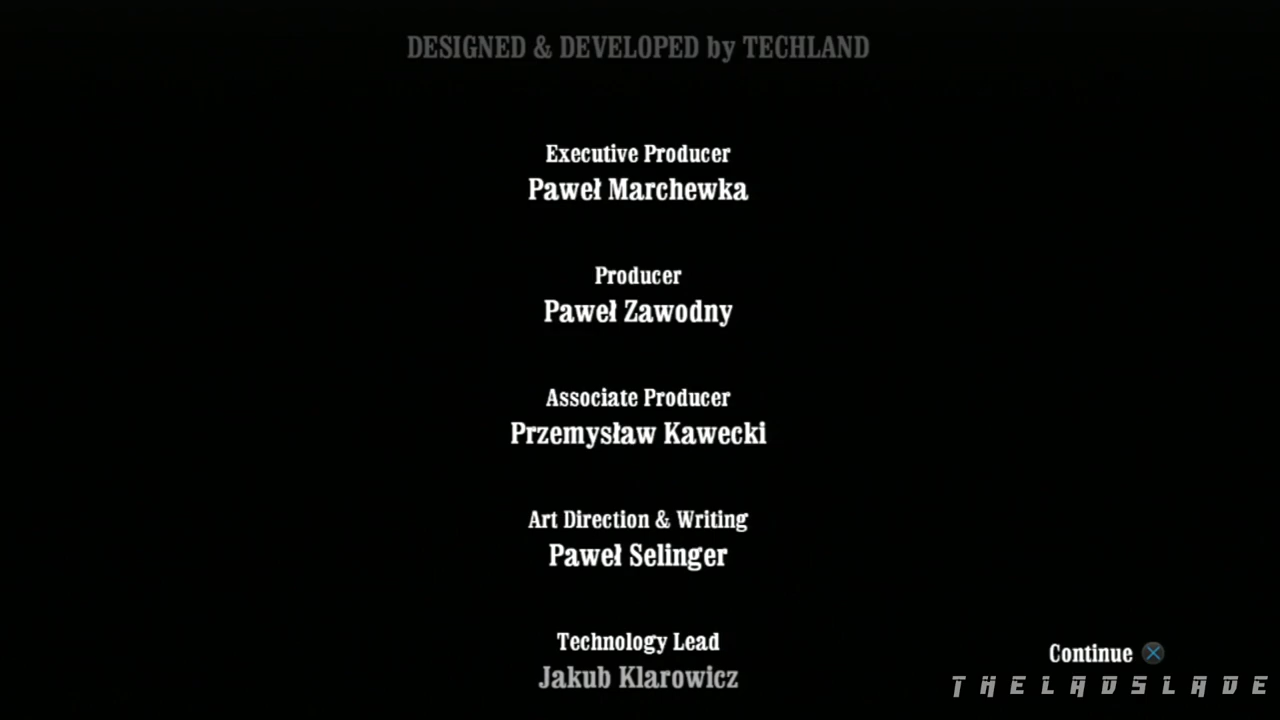 DESIGNED & DEVELOPED by TECHLAND
Executive Producer
Paweł Marchewka
Producer
Paweł Zawodny
Associate Producer
Przemysław Kawecki
Art Direction & Writing
Paweł Selinger
Technology Lead
Jakub Klarowicz
Continue
THELADSLADE